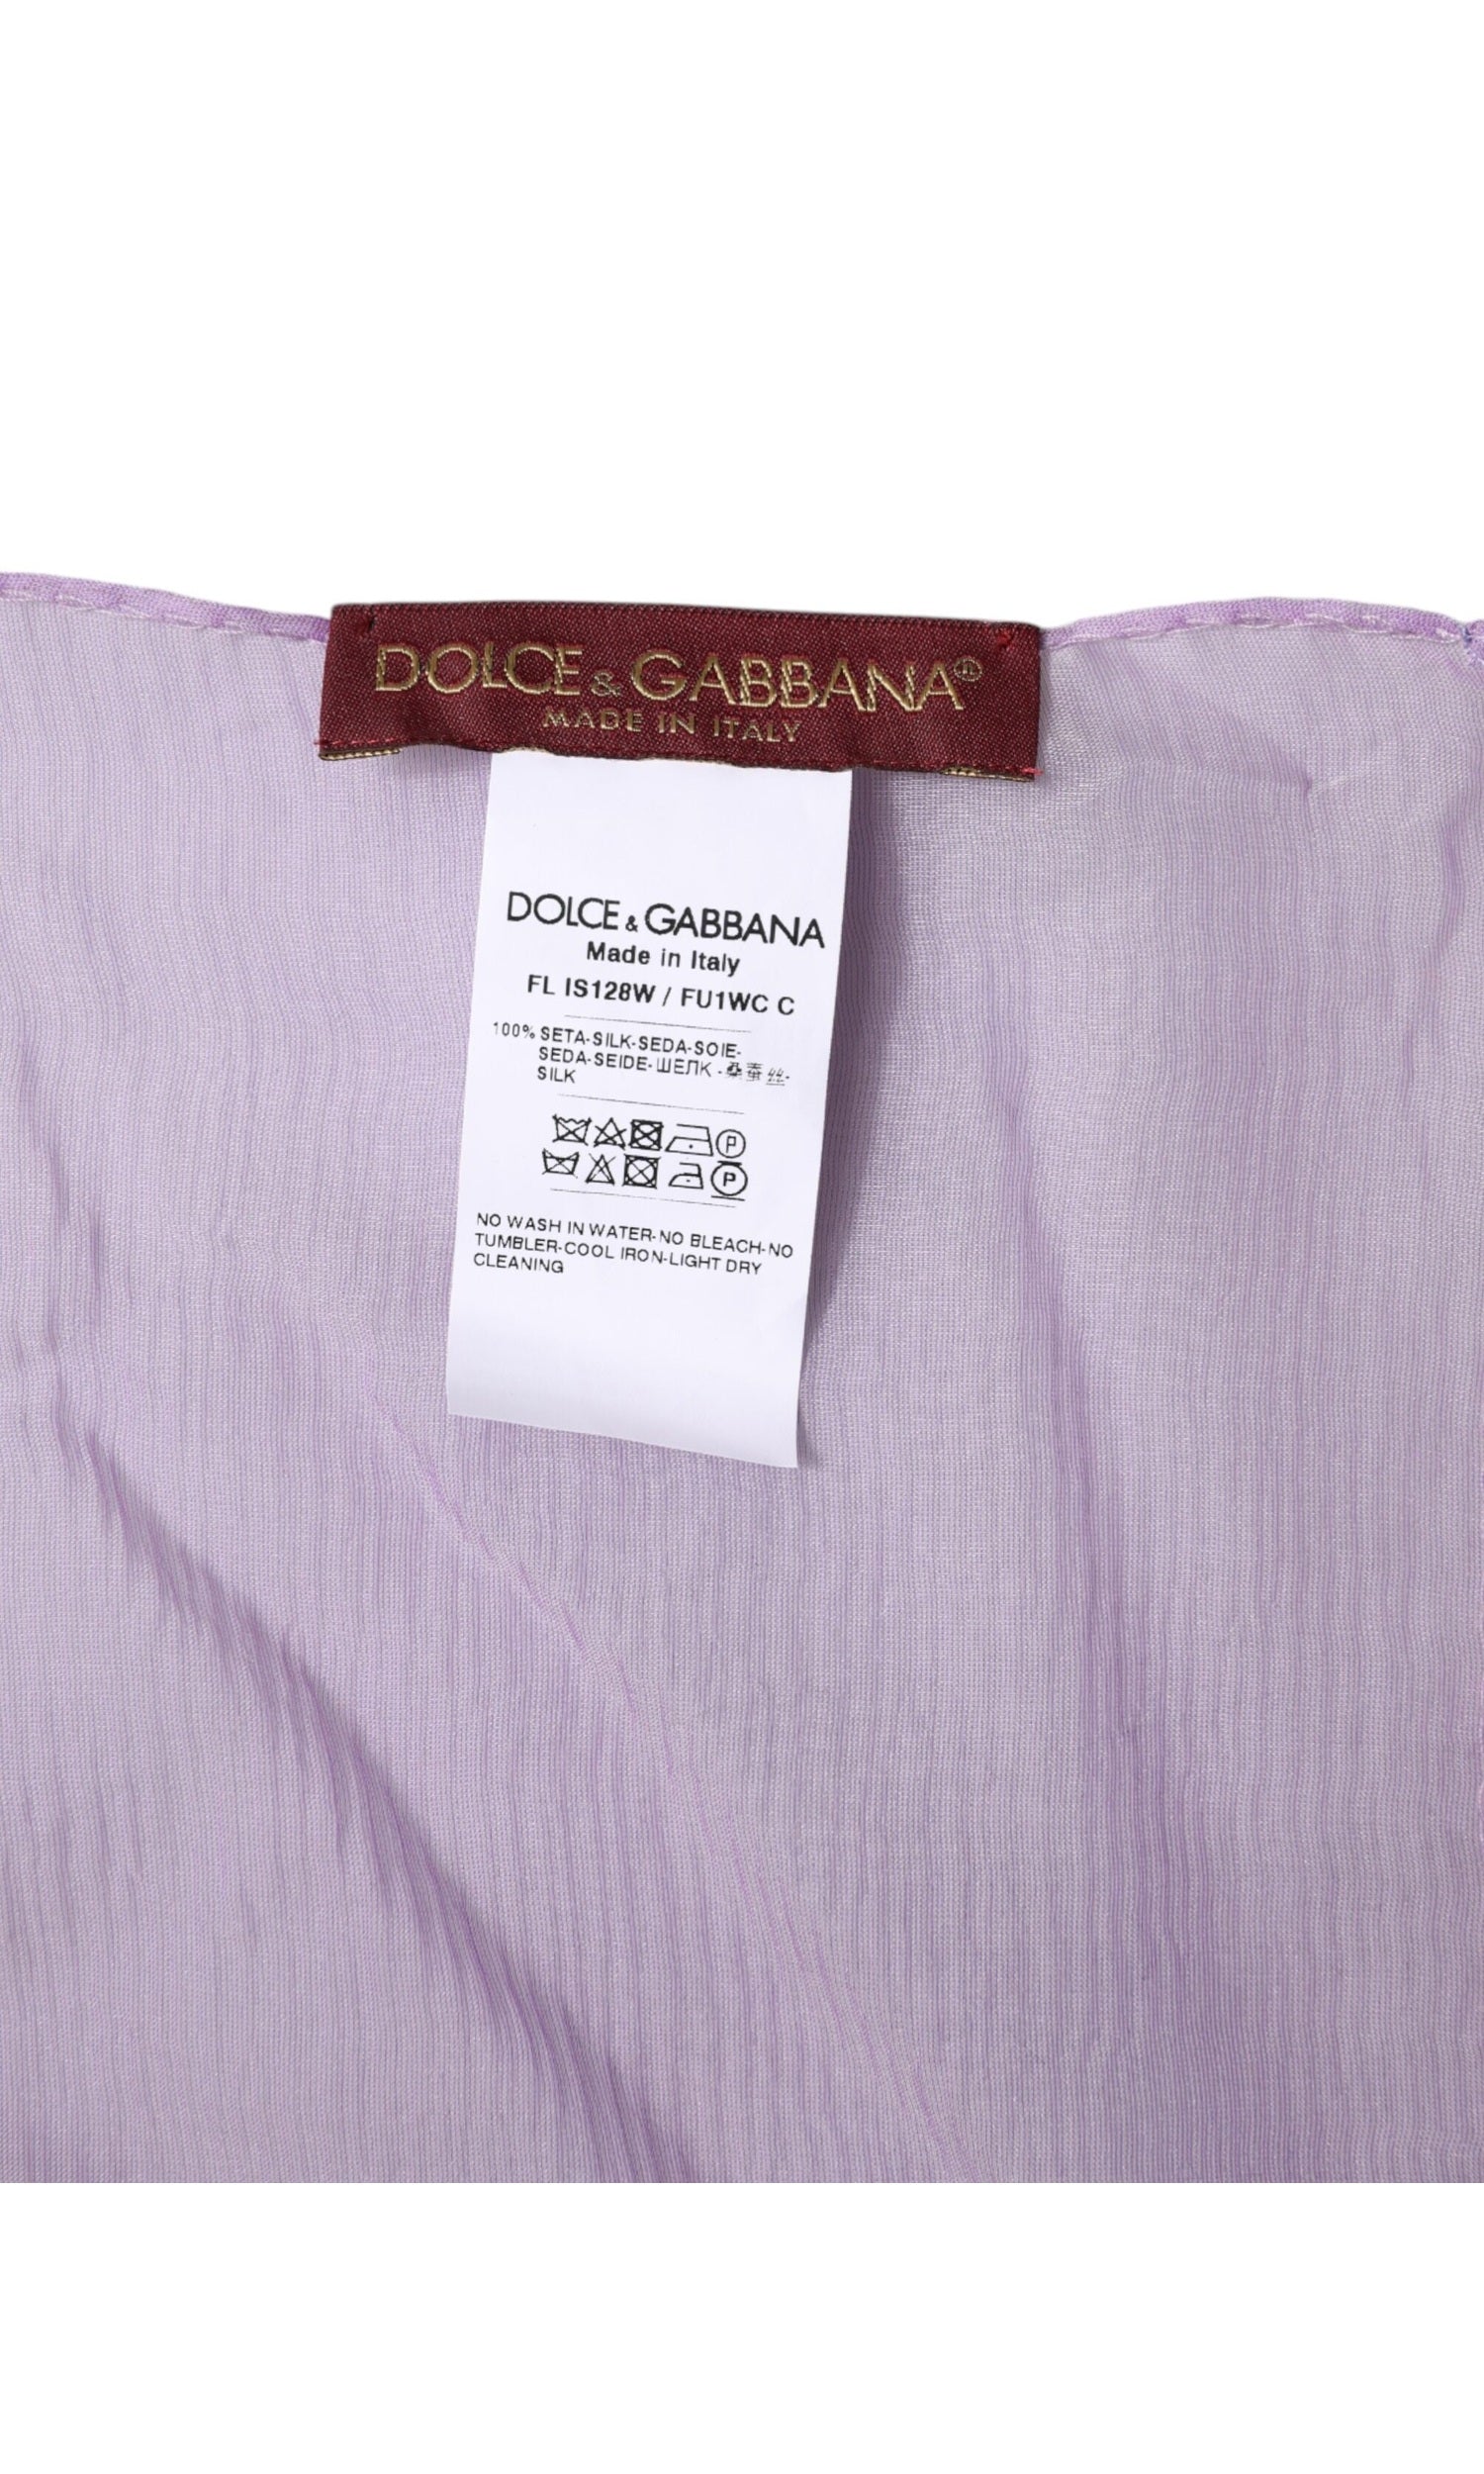 DOLCE & GABBANA®
MADE IN ITALY
DOLCE & GABBANA
Made in Italy
FL IS128W / FU1WC C
100% SETA-SILK-SEDA-SOIE-
SEDA-SEIDE-ШЕЛК-桑蚕丝-
SILK
P
P
NO WASH IN WATER-NO BLEACH-NO
TUMBLER-COOL IRON-LIGHT DRY
CLEANING